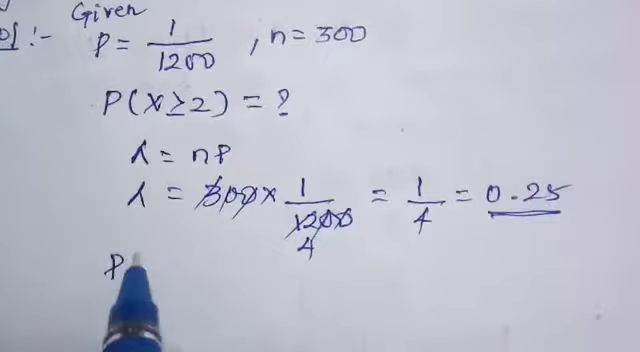 Given
Sol :- P = 1/1200 , n = 300
P(X≥2) = ?
λ = np
λ = 300 × 1/1200 4 = 1/4 = 0.25
P